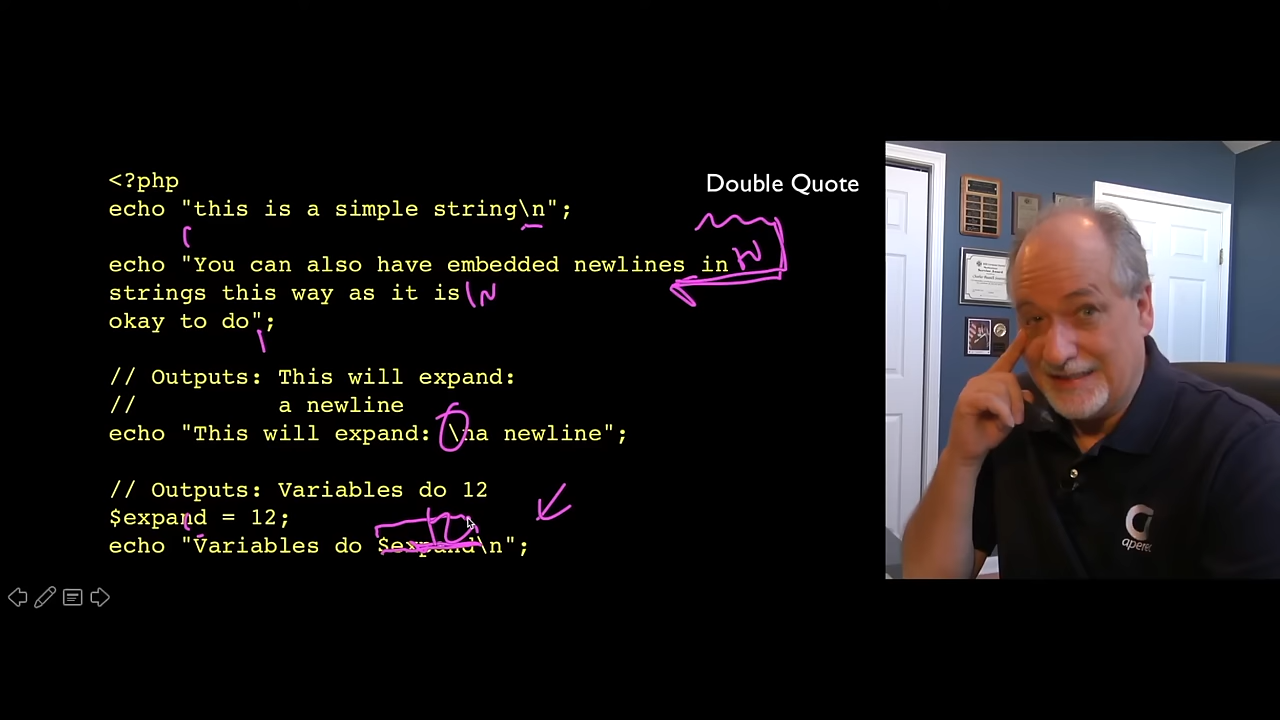 Double Quote
<?php
echo "this is a simple string\n";
echo "You can also have embedded newlines in N
strings this way as it is \N
okay to do";
// Outputs: This will expand:
// a newline
echo "This will expand: \na newline";
// Outputs: Variables do 12
$expand = 12;
12
echo "Variables do $expand\n";
apereo